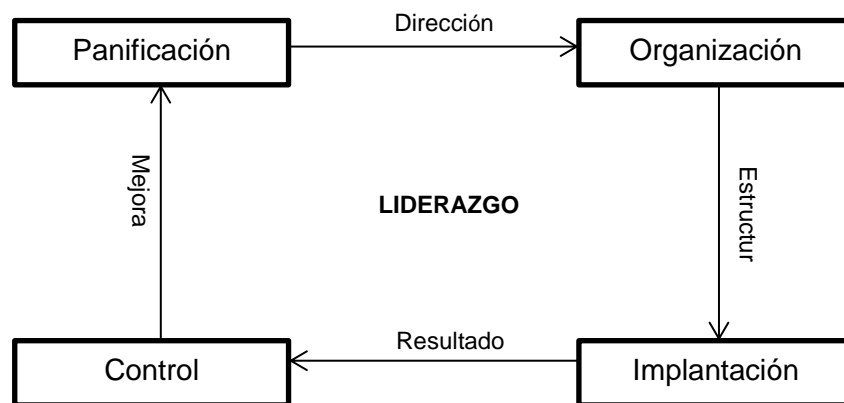 Panificación
Dirección
Organización
Mejora
LIDERAZGO
Estructur
Control
Resultado
Implantación